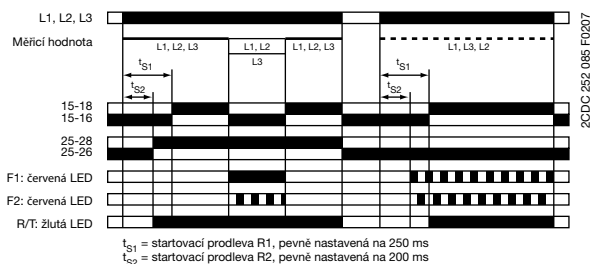 L1, L2, L3
Měřicí hodnota
L1, L2, L3
L1, L2
L3
L1, L2, L3
L1, L3, L2
tS1
tS2
tS1
tS2
15-18
15-16
25-28
25-26
F1: červená LED
F2: červená LED
R/T: žlutá LED
2CDC 252 085 F0207
tS1 = startovací prodleva R1, pevně nastavená na 250 ms
tS2 = startovací prodleva R2, pevně nastavená na 200 ms